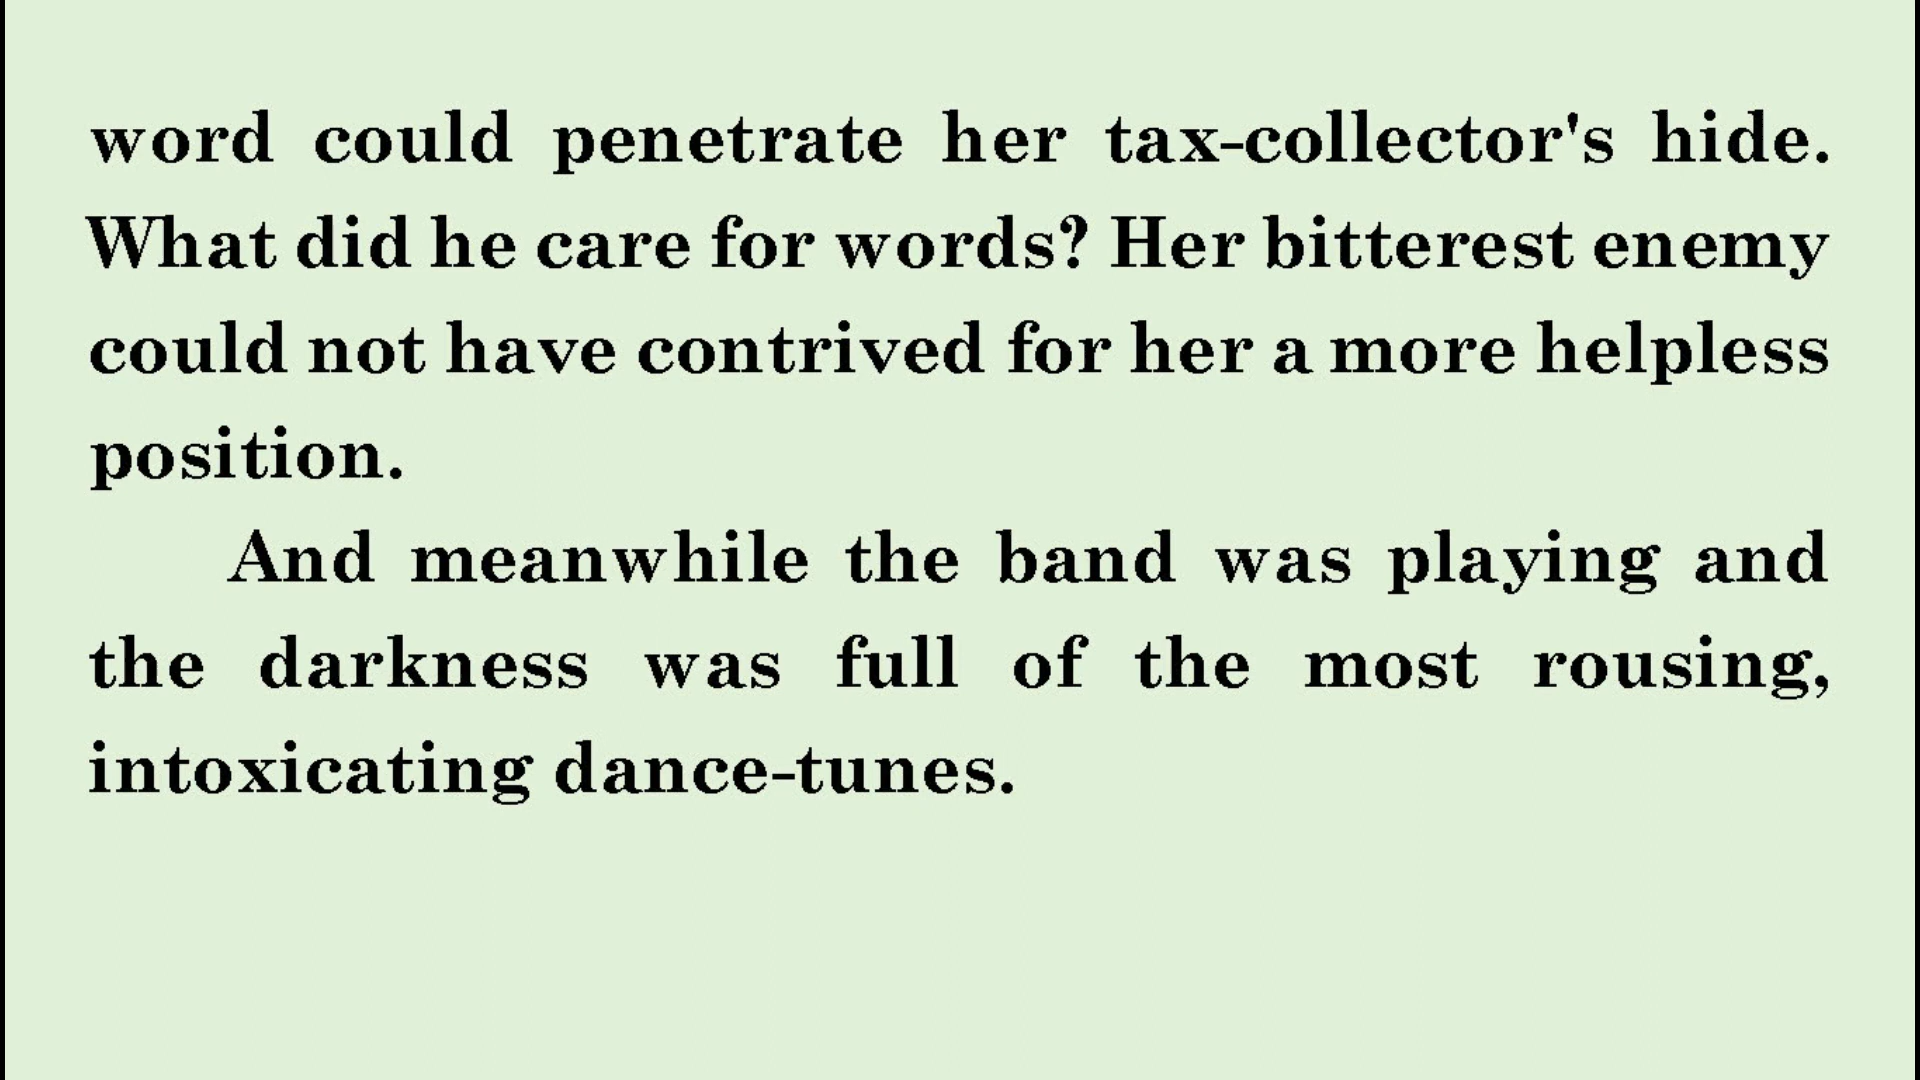 word could penetrate her tax-collector's hide.
What did he care for words? Her bitterest enemy
could not have contrived for her a more helpless
position.
And meanwhile the band was playing and
the darkness was full of the most rousing,
intoxicating dance-tunes.